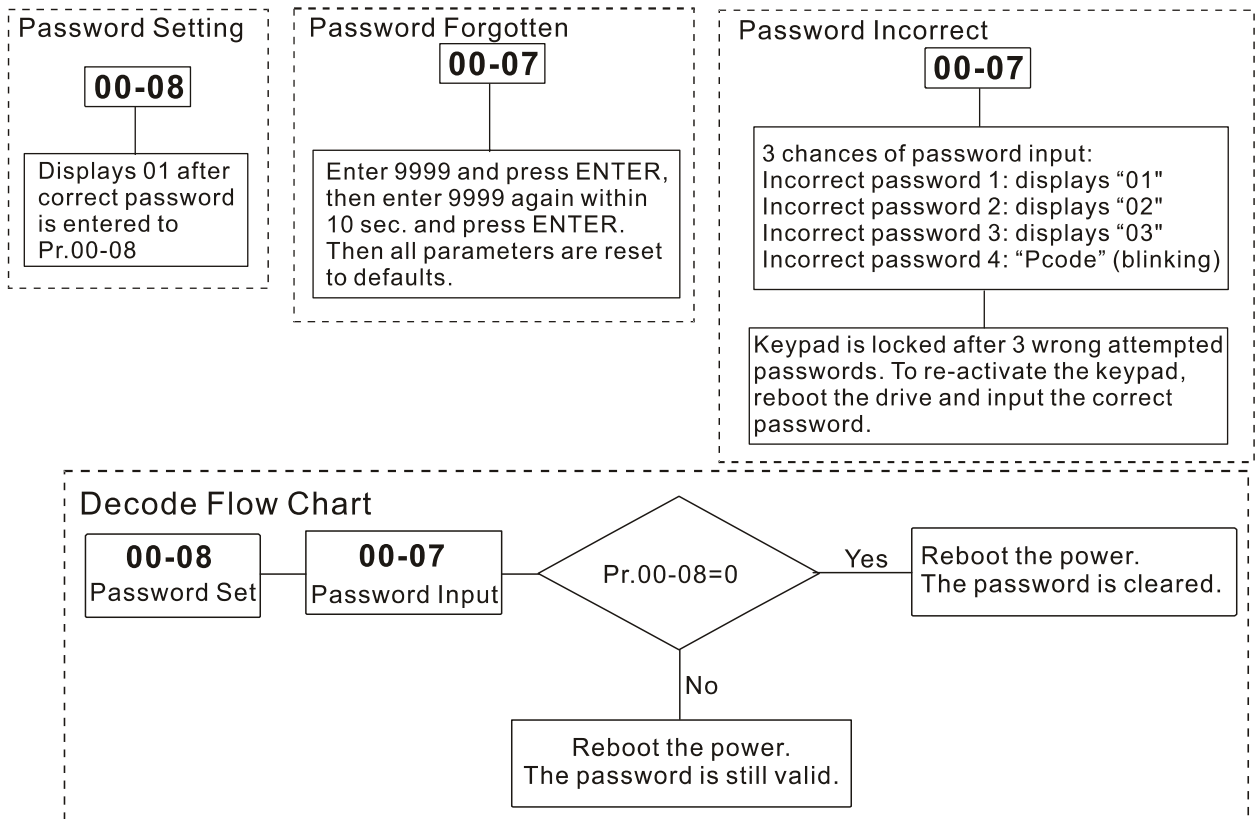 Password Setting
00-08
Displays 01 after
correct password
is entered to
Pr.00-08
Password Forgotten
00-07
Enter 9999 and press ENTER,
then enter 9999 again within
10 sec. and press ENTER.
Then all parameters are reset
to defaults.
Password Incorrect
00-07
3 chances of password input:
Incorrect password 1: displays “01"
Incorrect password 2: displays “02"
Incorrect password 3: displays “03"
Incorrect password 4: “Pcode” (blinking)
Keypad is locked after 3 wrong attempted
passwords. To re-activate the keypad,
reboot the drive and input the correct
password.
Decode Flow Chart
00-08
Password Set
00-07
Password Input
Pr.00-08=0
Yes
Reboot the power.
The password is cleared.
No
Reboot the power.
The password is still valid.